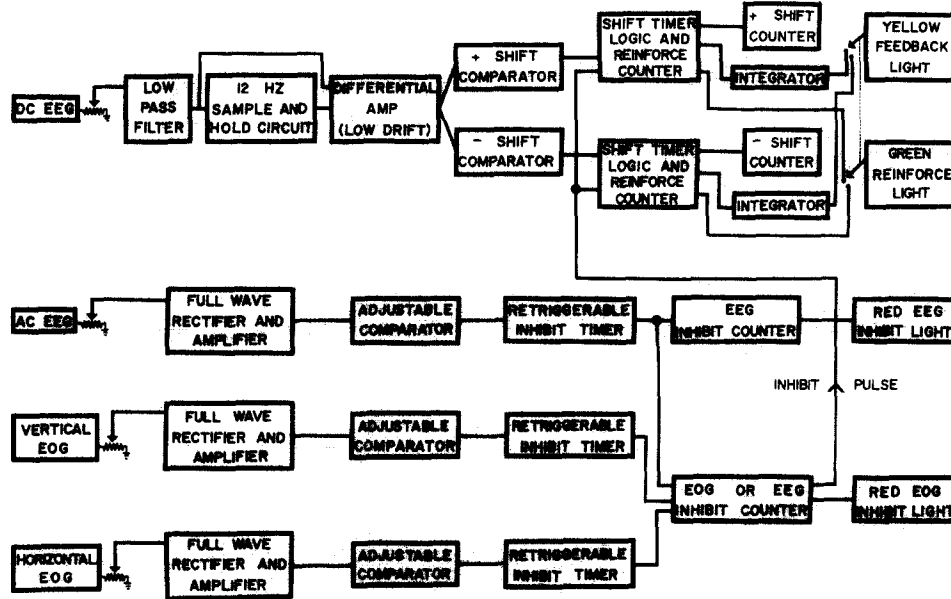 DC EEG
LOW
PASS
FILTER
12 HZ
SAMPLE AND
HOLD CIRCUIT
DIFFERENTIAL
AMP
(LOW DRIFT)
+ SHIFT
COMPARATOR
- SHIFT
COMPARATOR
SHIFT TIMER
LOGIC AND
REINFORCE
COUNTER
+ SHIFT
COUNTER
INTEGRATOR
YELLOW
FEEDBACK
LIGHT
SHIFT TIMER
LOGIC AND
REINFORCE
COUNTER
- SHIFT
COUNTER
INTEGRATOR
GREEN
REINFORCE
LIGHT
AC EEG
FULL WAVE
RECTIFIER AND
AMPLIFIER
ADJUSTABLE
COMPARATOR
RETRIGGERABLE
INHIBIT TIMER
EEG
INHIBIT COUNTER
RED EEG
INHIBIT LIGHT
INHIBIT PULSE
VERTICAL
EOG
FULL WAVE
RECTIFIER AND
AMPLIFIER
ADJUSTABLE
COMPARATOR
RETRIGGERABLE
INHIBIT TIMER
EOG OR EEG
INHIBIT COUNTER
RED EOG
INHIBIT LIGHT
HORIZONTAL
EOG
FULL WAVE
RECTIFIER AND
AMPLIFIER
ADJUSTABLE
COMPARATOR
RETRIGGERABLE
INHIBIT TIMER